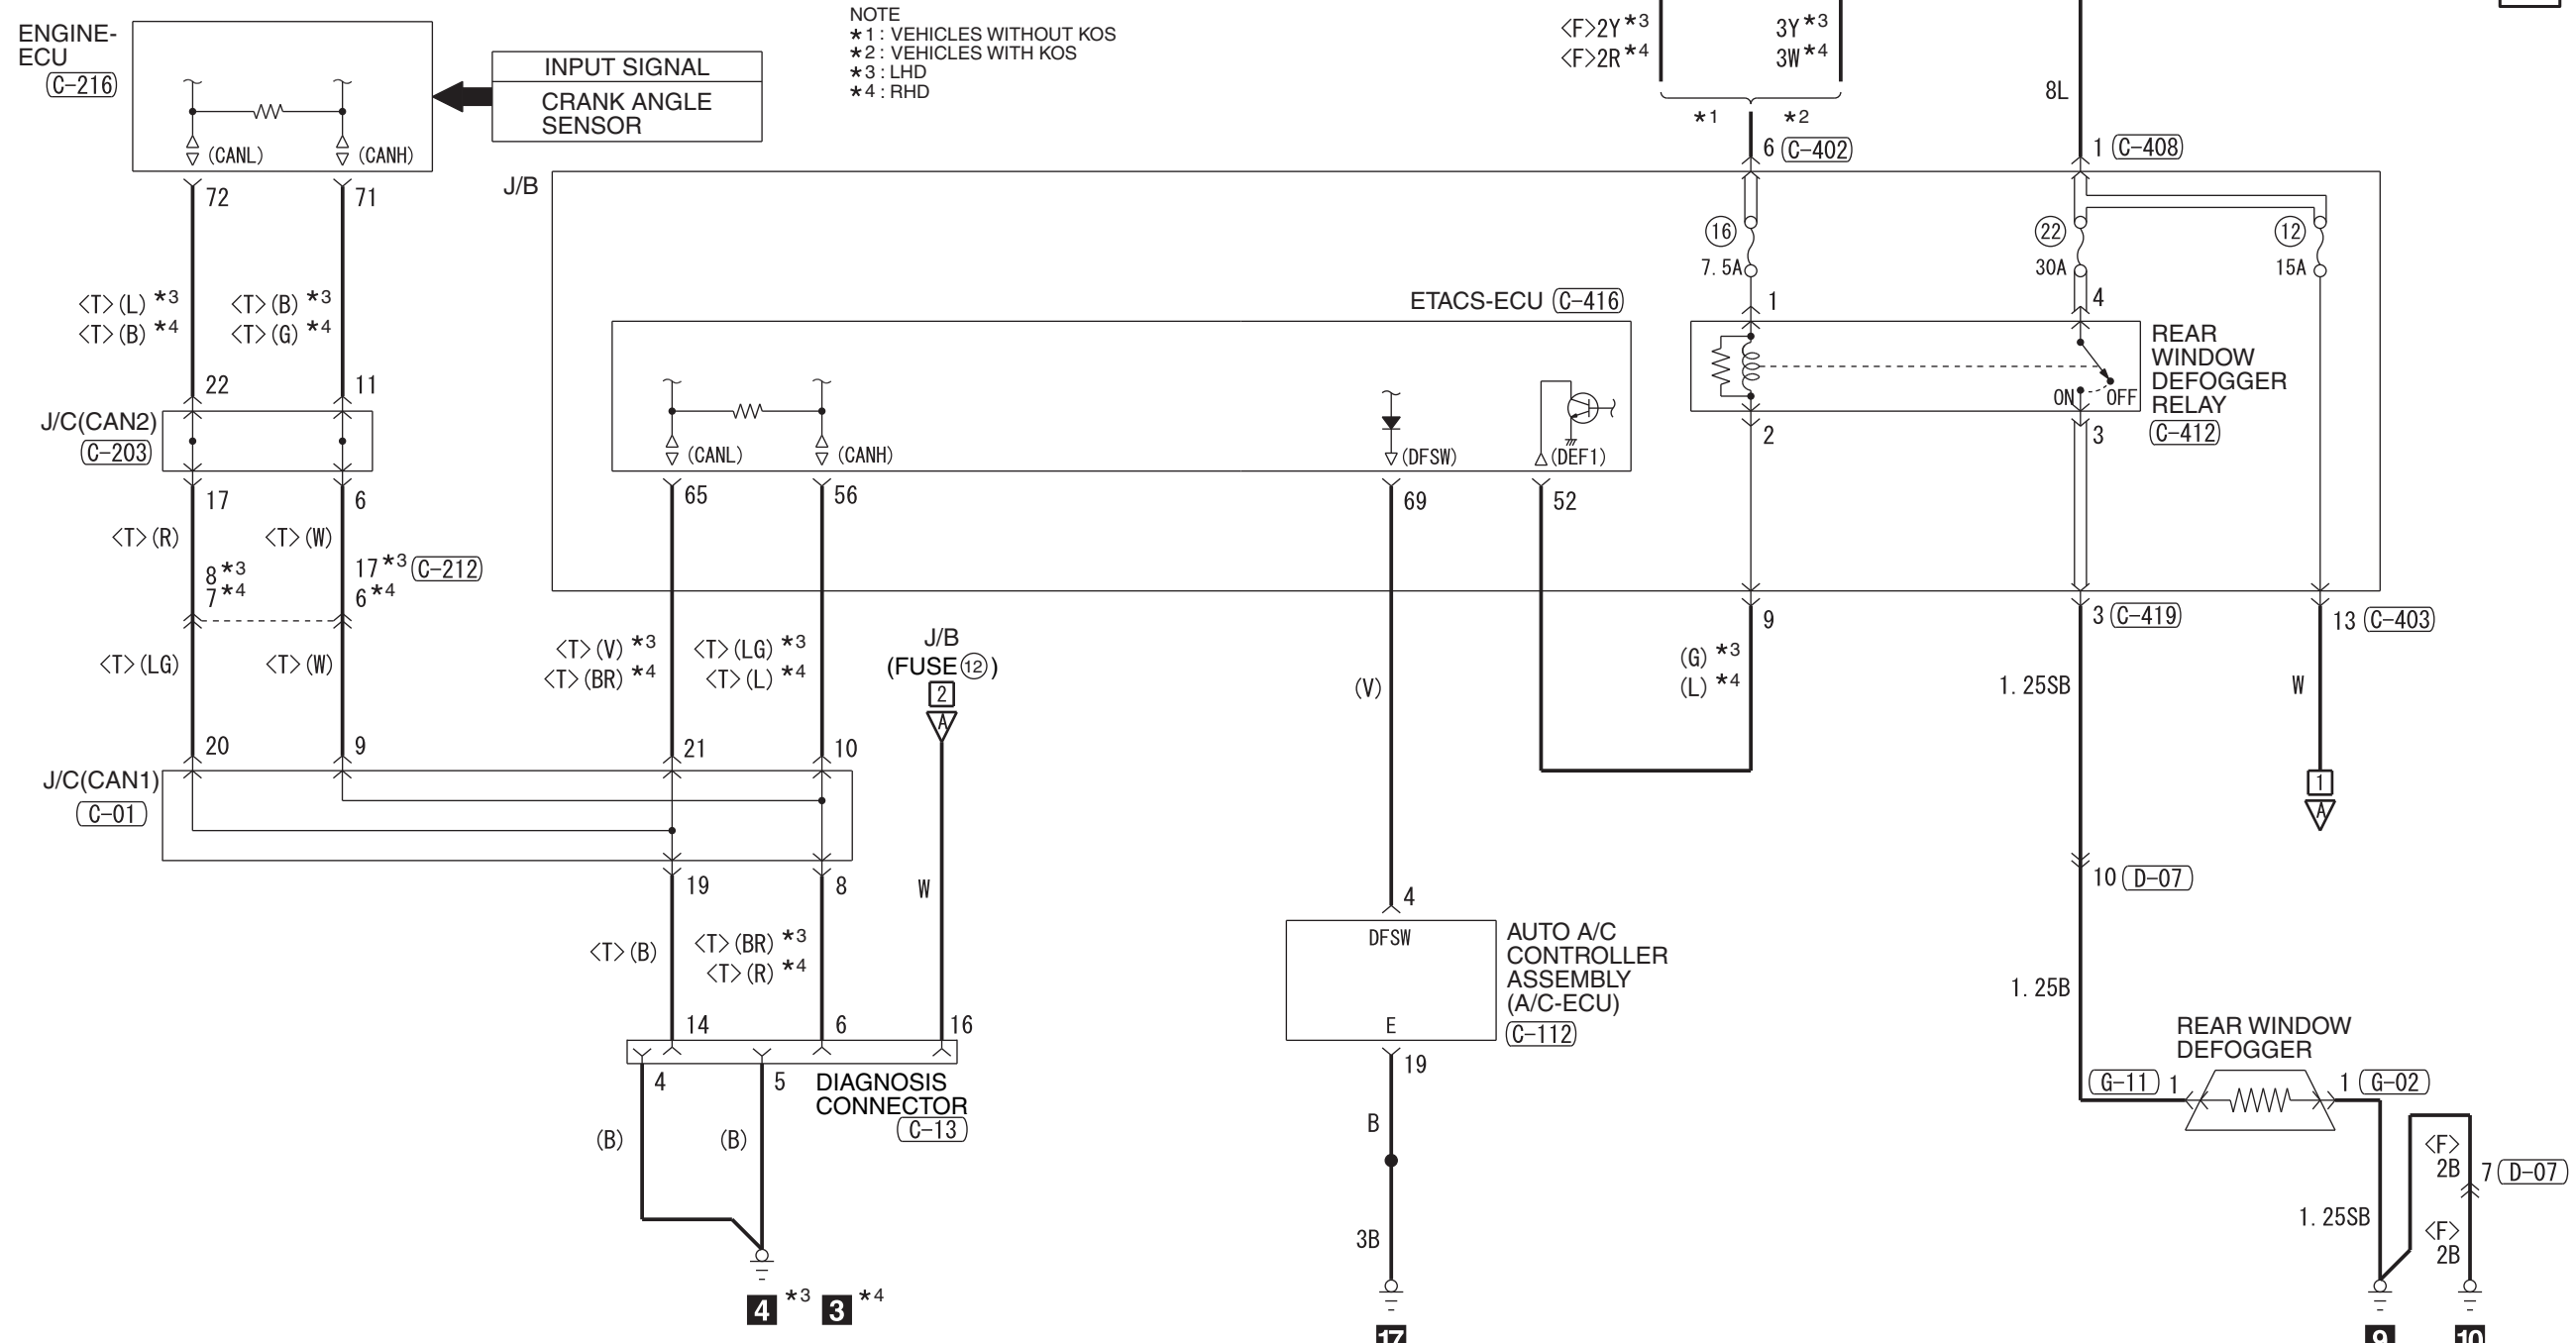 ENGINE-
ECU
C-216
(CANL)
(CANH)
72
71
INPUT SIGNAL
CRANK ANGLE
SENSOR
NOTE
*1 : VEHICLES WITHOUT KOS
*2 : VEHICLES WITH KOS
*3 : LHD
*4 : RHD
<F>2Y*3
<F>2R*4
3Y*3
3W*4
*1
*2
6 C-402
8L
1 C-408
J/B
16
7.5A
22
30A
12
15A
<T>(L) *3
<T>(B) *4
<T>(B) *3
<T>(G) *4
22
11
J/C(CAN2)
C-203
17
6
<T>(R)
<T>(W)
8*3
7*4
17*3 C-212
6*4
<T>(LG)
<T>(W)
20
9
J/C(CAN1)
C-01
ETACS-ECU C-416
(CANL)
(CANH)
(DFSW)
(DEF1)
65
56
69
52
1
4
ON
OFF
REAR
WINDOW
DEFOGGER
RELAY
C-412
2
3
<T>(V) *3
<T>(BR) *4
<T>(LG) *3
<T>(L) *4
21
10
J/B
(FUSE 12)
2
A
W
19
8
<T>(B)
<T>(BR) *3
<T>(R) *4
14
6
16
4
5
DIAGNOSIS
CONNECTOR
C-13
(B)
(B)
4 *3
3 *4
(V)
4
DFSW
E
AUTO A/C
CONTROLLER
ASSEMBLY
(A/C-ECU)
C-112
19
B
3B
17
9
(G) *3
(L) *4
3 C-419
13 C-403
1.25SB
W
1
A
10 D-07
1.25B
REAR WINDOW
DEFOGGER
G-11 1
1 G-02
<F>
2B
7 D-07
1.25SB
<F>
2B
9
10